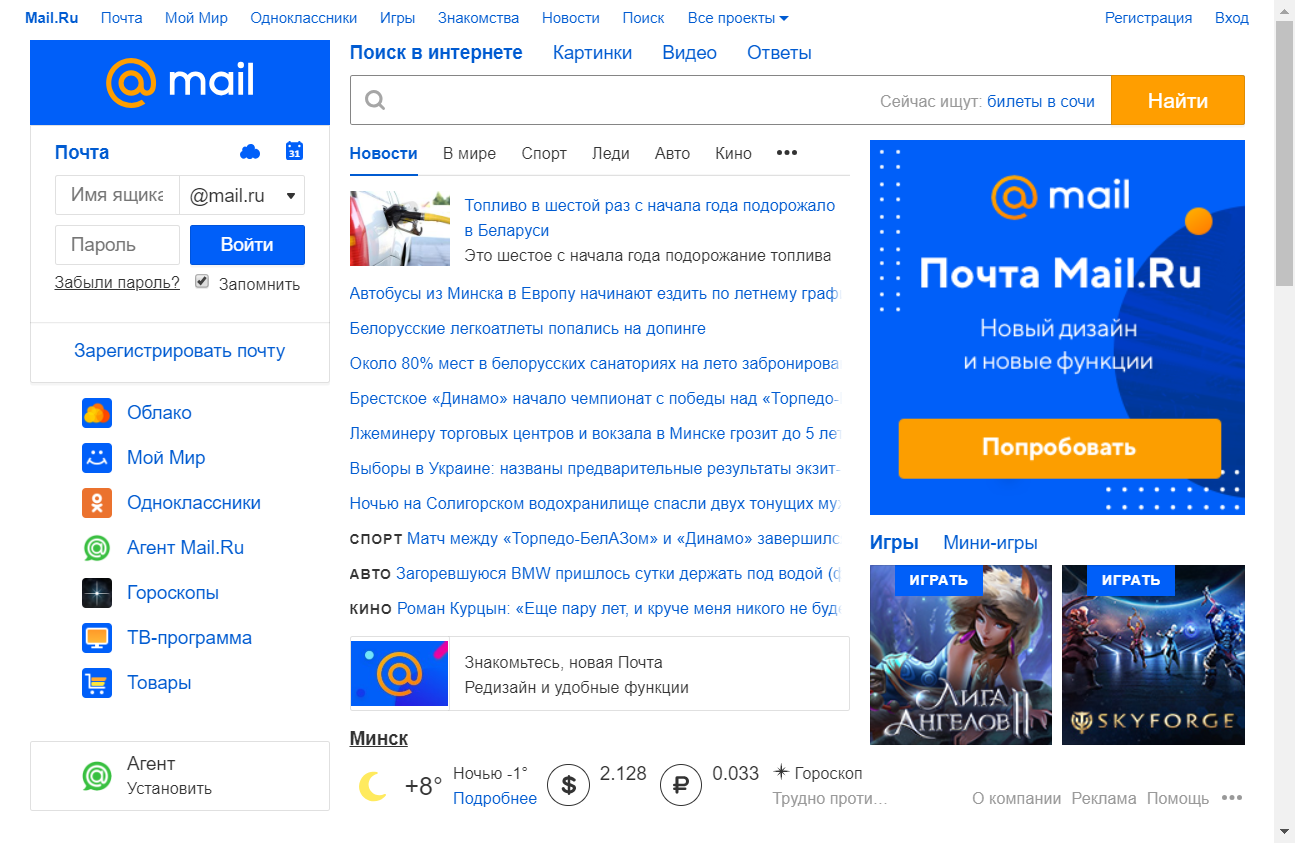 Mail.Ru Почта Мой Мир Одноклассники Игры Знакомства Новости Поиск Все проекты Регистрация Вход
@mail
Поиск в интернете Картинки Видео Ответы
Сейчас ищут: билеты в сочи Найти
Почта 31
Имя ящика @mail.ru
Пароль Войти
Забыли пароль? Запомнить
Зарегистрировать почту
Облако
Мой Мир
Одноклассники
Агент Mail.Ru
Гороскопы
ТВ-программа
Товары
Агент
Установить
Новости В мире Спорт Леди Авто Кино •••
Топливо в шестой раз с начала года подорожало
в Беларуси
Это шестое с начала года подорожание топлива
Автобусы из Минска в Европу начинают ездить по летнему граф
Белорусские легкоатлеты попались на допинге
Около 80% мест в белорусских санаториях на лето забронирова
Брестское «Динамо» начало чемпионат с победы над «Торпедо-
Лжеминеру торговых центров и вокзала в Минске грозит до 5 лет
Выборы в Украине: названы предварительные результаты экзит-
Ночью на Солигорском водохранилище спасли двух тонущих му
СПОРТ Матч между «Торпедо-БелАЗом» и «Динамо» завершилс
АВТО Загоревшуюся BMW пришлось сутки держать под водой (ф
КИНО Роман Курцын: «Еще пару лет, и круче меня никого не буде
Знакомьтесь, новая Почта
Редизайн и удобные функции
Минск
+8° Ночью -1° $ 2.128 ₽ 0.033 Гороскоп
Подробнее Трудно проти...
@mail
Почта Mail.Ru
Новый дизайн
и новые функции
Попробовать
Игры Мини-игры
ИГРАТЬ ИГРАТЬ
ЛИГА
АНГЕЛОВ II SKYFORGE
О компании Реклама Помощь •••